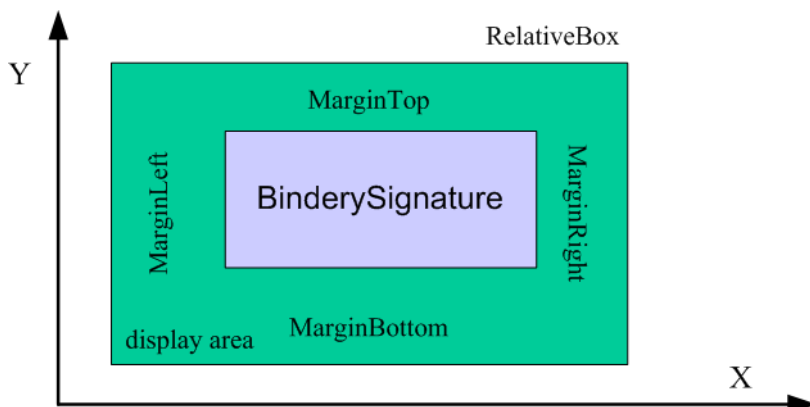 RelativeBox
Y
MarginTop
MarginLeft
BinderySignature
MarginRight
MarginBottom
display area
X